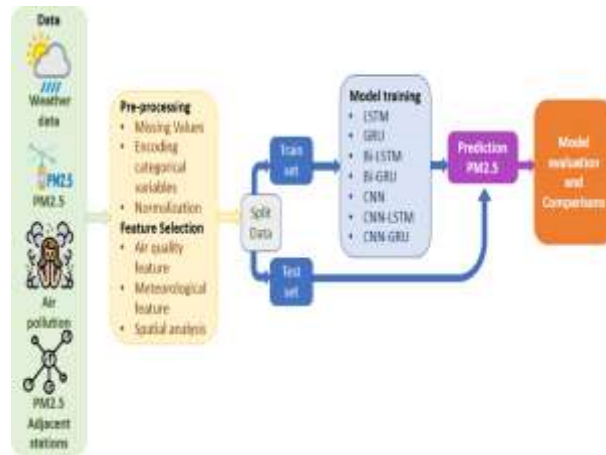 Data
Weather
data
PM2.5
PM2.5
Air
pollution
PM2.5
Adjacent
stations
Pre-processing
• Missing Values
• Encoding
categorical
variables
• Normalization
Feature Selection
• Air quality
feature
• Meteorological
feature
• Spatial analysis
Split
Data
Train
set
Test
set
Model training
• LSTM
• GRU
• Bi-LSTM
• Bi-GRU
• CNN
• CNN-LSTM
• CNN-GRU
Prediction
PM2.5
Model
evaluation
and
Comparisons